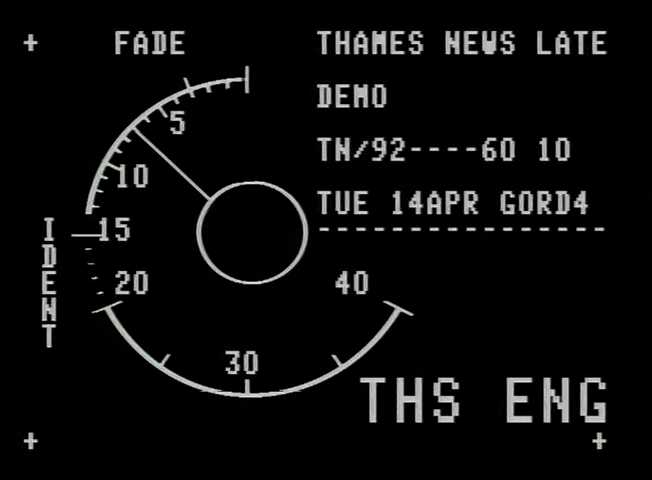 FADE
THAMES NEWS LATE
DEMO
TN/92----60 10
TUE 14APR GORD4
----------------
5
10
15
20
30
40
IDENT
THS ENG